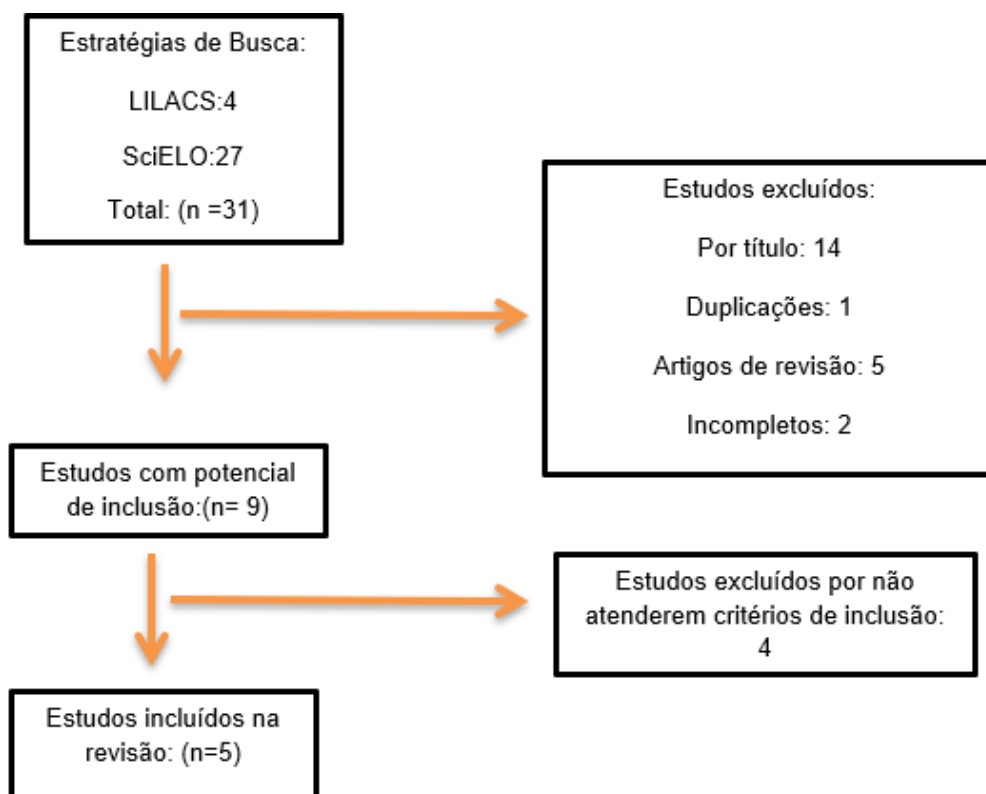 Estratégias de Busca:
LILACS:4
SciELO:27
Total: (n =31)
Estudos excluídos:
Por título: 14
Duplicações: 1
Artigos de revisão: 5
Incompletos: 2
Estudos com potencial
de inclusão:(n= 9)
Estudos excluídos por não
atenderem critérios de inclusão:
4
Estudos incluídos na
revisão: (n=5)